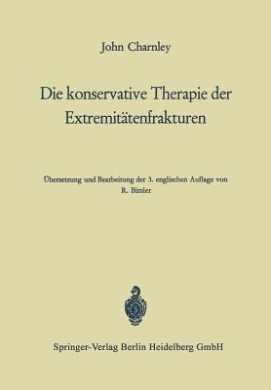 John Charnley
Die konservative Therapie der
Extremitätenfrakturen
Übersetzung und Bearbeitung der 3. englischen Auflage von
R. Bimler
Springer-Verlag Berlin Heidelberg GmbH